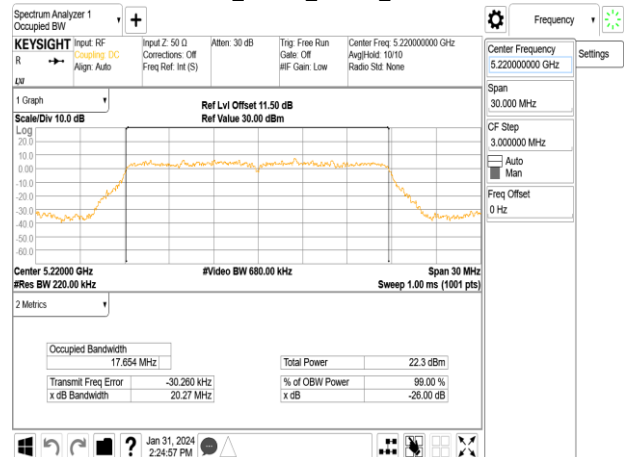 Spectrum Analyzer 1
Occupied BW
Frequency
KEYSIGHT
R
LXI
Input: RF
Coupling: DC
Align: Auto
Input Z: 50 Ω
Corrections: Off
Freq Ref: Int (S)
Atten: 30 dB
Trig: Free Run
Gate: Off
#IF Gain: Low
Center Freq: 5.220000000 GHz
Avg|Hold: 10/10
Radio Std: None
Center Frequency
5.220000000 GHz
Settings
Span
30.000 MHz
CF Step
3.000000 MHz
Auto
Man
Freq Offset
0 Hz
1 Graph
Scale/Div 10.0 dB
Ref Lvl Offset 11.50 dB
Ref Value 30.00 dBm
Log
20.0
10.0
0.00
-10.0
-20.0
-30.0
-40.0
-50.0
-60.0
Center 5.22000 GHz
#Res BW 220.00 kHz
#Video BW 680.00 kHz
Span 30 MHz
Sweep 1.00 ms (1001 pts)
2 Metrics
Occupied Bandwidth
17.654 MHz
Total Power 22.3 dBm
Transmit Freq Error -30.260 kHz
% of OBW Power 99.00 %
x dB Bandwidth 20.27 MHz
x dB -26.00 dB
?
Jan 31, 2024
2:24:57 PM